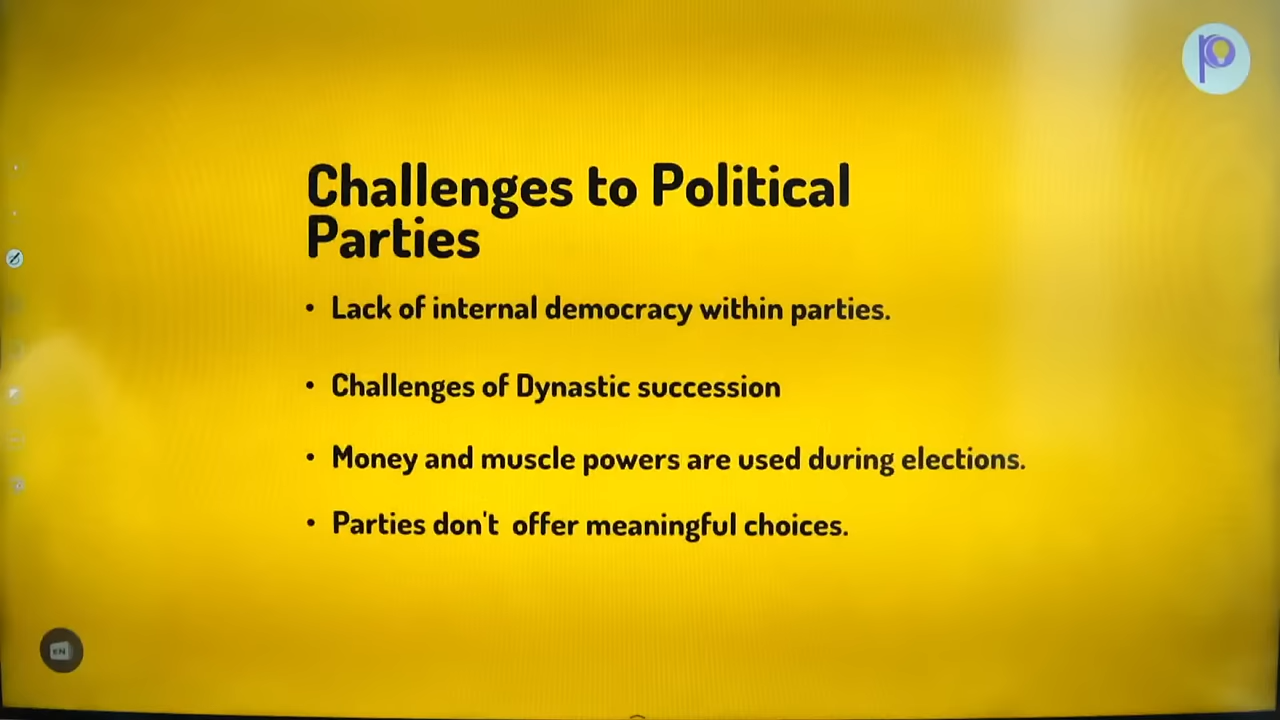 Challenges to Political
Parties
• Lack of internal democracy within parties.
• Challenges of Dynastic succession
• Money and muscle powers are used during elections.
• Parties don't offer meaningful choices.
EN